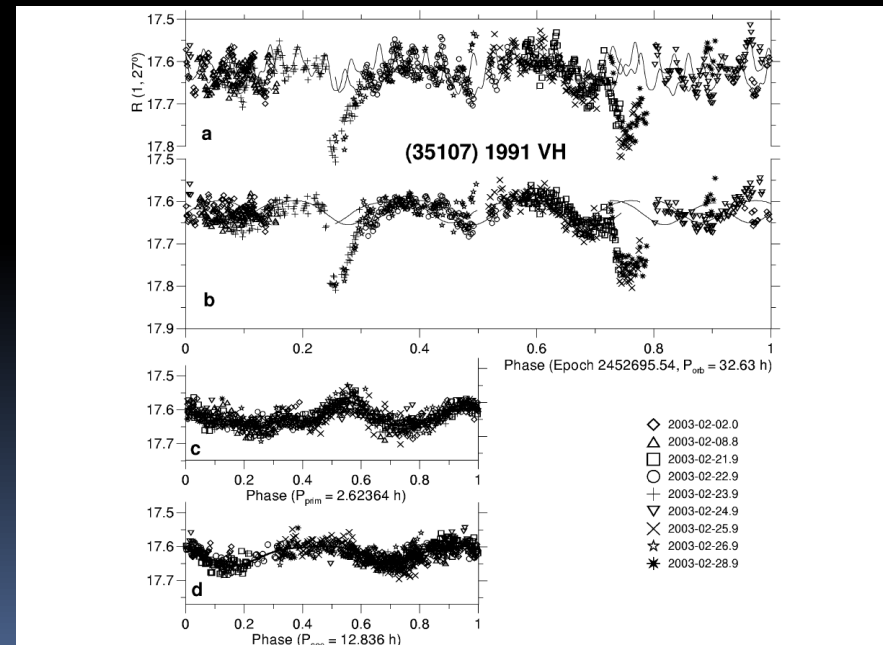 17.5
17.6
17.7
17.8
R (1, 27º)
a
(35107) 1991 VH
17.5
17.6
17.7
17.8
17.9
b
0 0.2 0.4 0.6 0.8 1
Phase (Epoch 2452695.54, Porb = 32.63 h)
17.5
17.6
17.7
c
0 0.2 0.4 0.6 0.8 1
Phase (Pprim = 2.62364 h)
17.5
17.6
17.7
d
0 0.2 0.4 0.6 0.8 1
Phase (Psec = 12.836 h)
2003-02-02.0
2003-02-08.8
2003-02-21.9
2003-02-22.9
2003-02-23.9
2003-02-24.9
2003-02-25.9
2003-02-26.9
2003-02-28.9